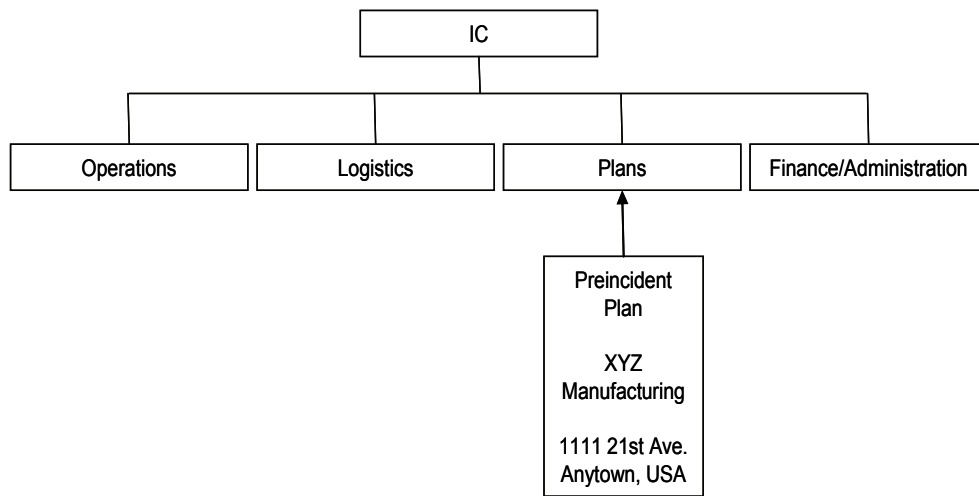 IC
Operations
Logistics
Plans
Finance/Administration
Preincident
Plan
XYZ
Manufacturing
1111 21st Ave.
Anytown, USA